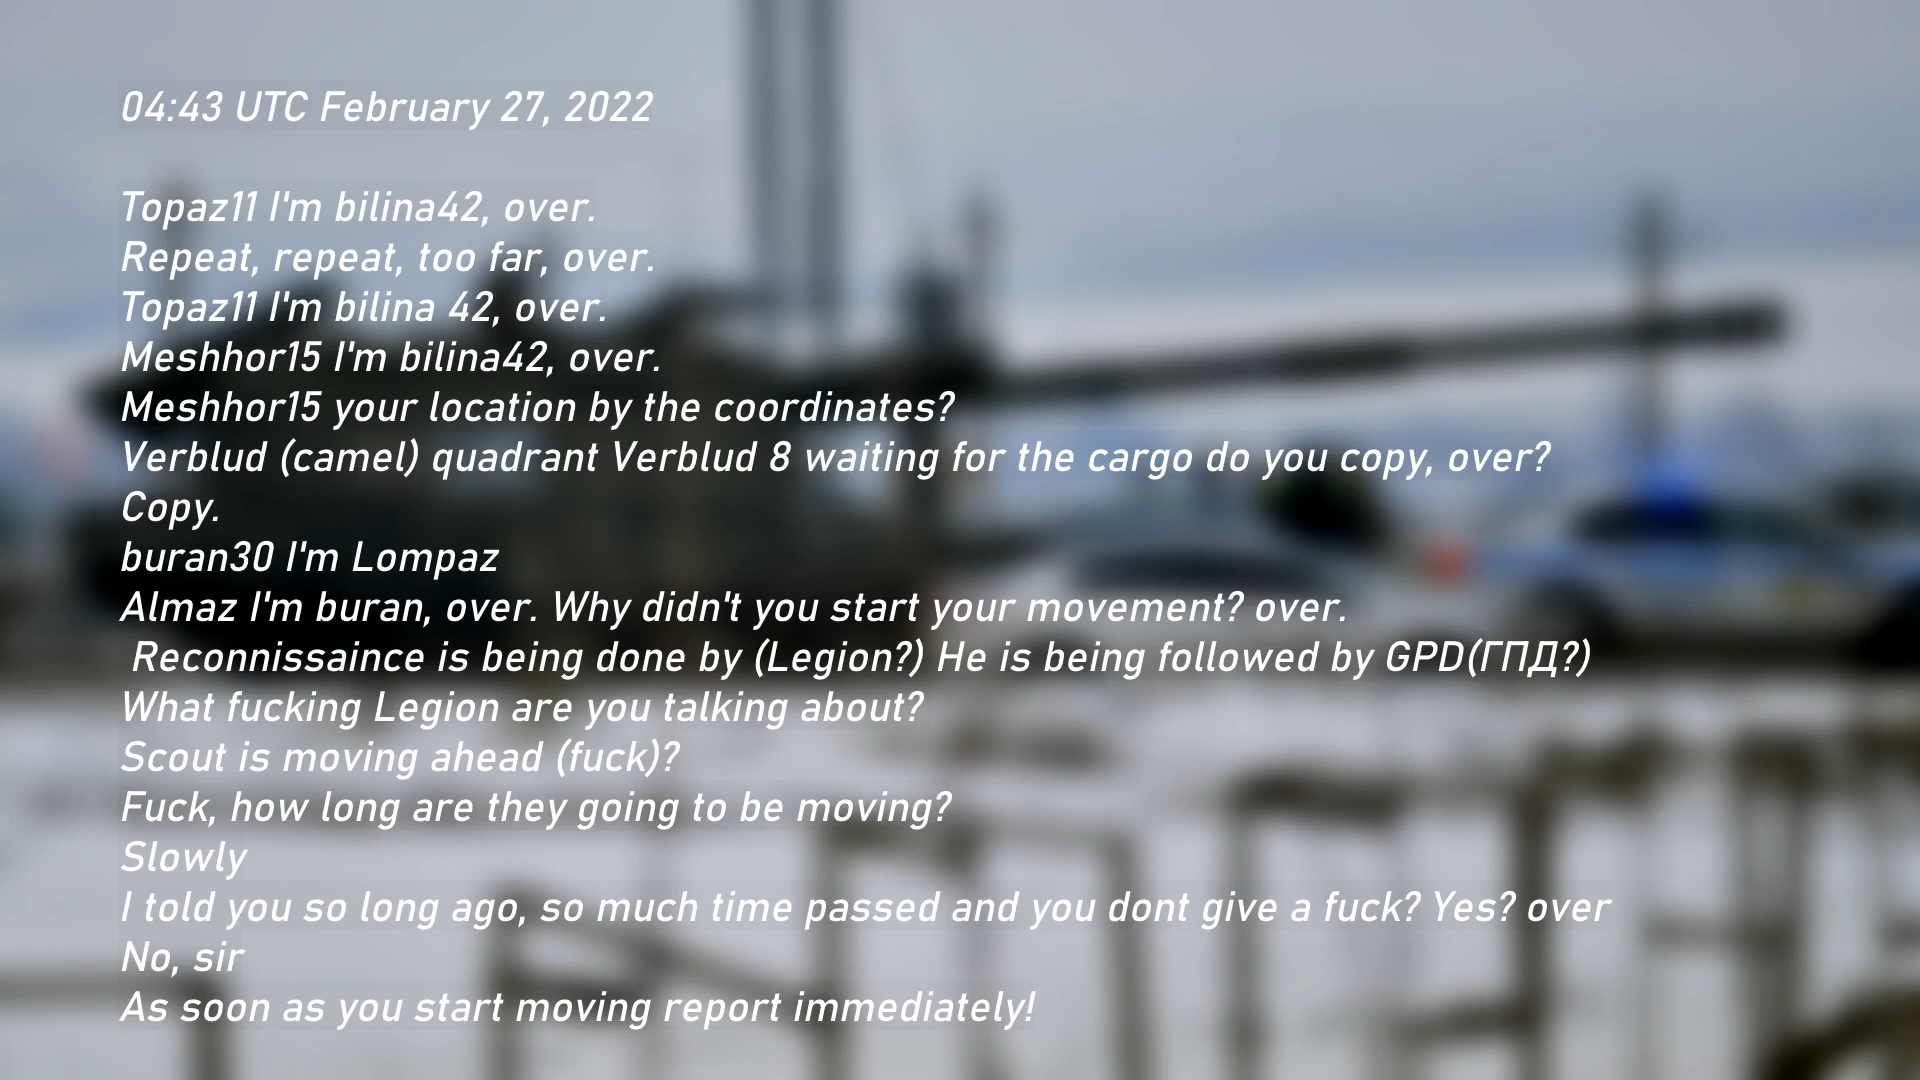 04:43 UTC February 27, 2022
Topaz11 I'm bilina42, over.
Repeat, repeat, too far, over.
Topaz11 I'm bilina 42, over.
Meshhor15 I'm bilina42, over.
Meshhor15 your location by the coordinates?
Verblud (camel) quadrant Verblud 8 waiting for the cargo do you copy, over?
Copy.
buran30 I'm Lompaz
Almaz I'm buran, over. Why didn't you start your movement? over.
Reconnissaince is being done by (Legion?) He is being followed by GPD(ГПД?)
What fucking Legion are you talking about?
Scout is moving ahead (fuck)?
Fuck, how long are they going to be moving?
Slowly
I told you so long ago, so much time passed and you dont give a fuck? Yes? over
No, sir
As soon as you start moving report immediately!